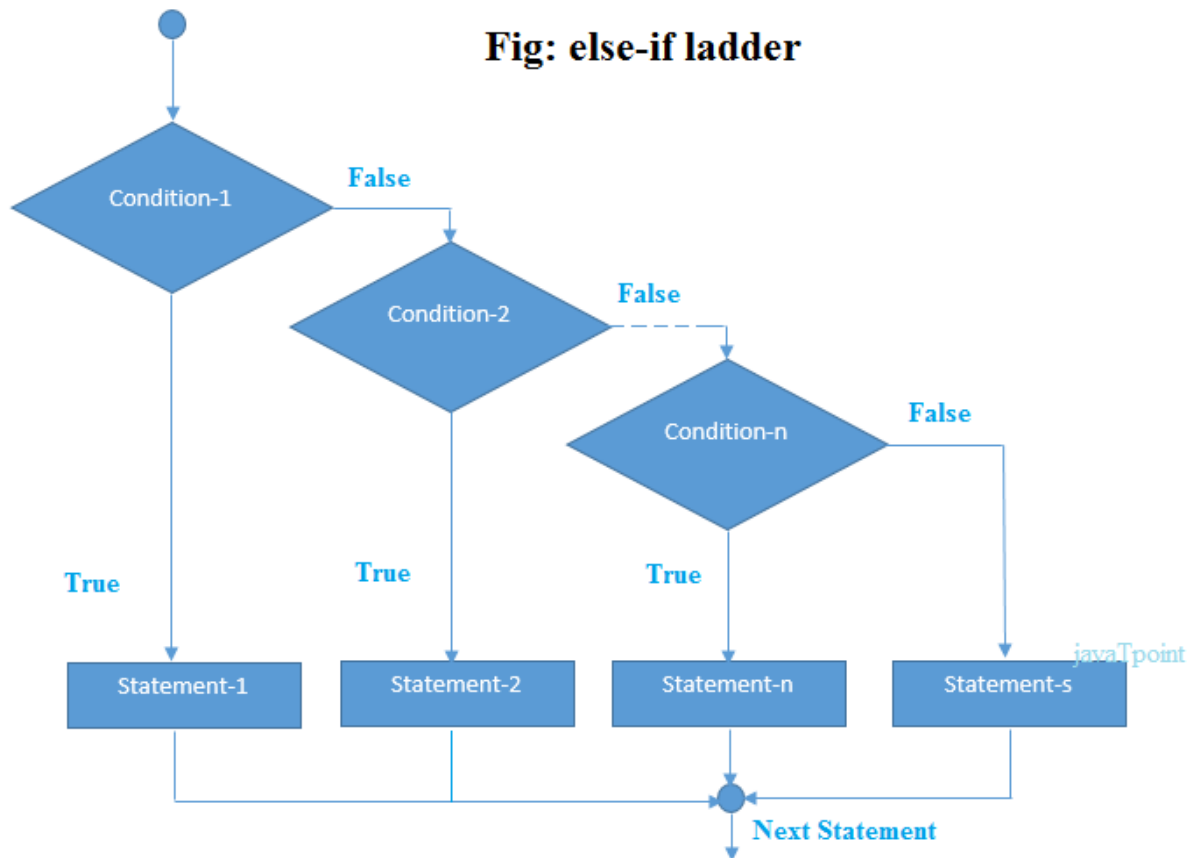 Fig: else-if ladder
Condition-1
False
Condition-2
False
Condition-n
False
True
True
True
javaTpoint
Statement-1
Statement-2
Statement-n
Statement-s
Next Statement